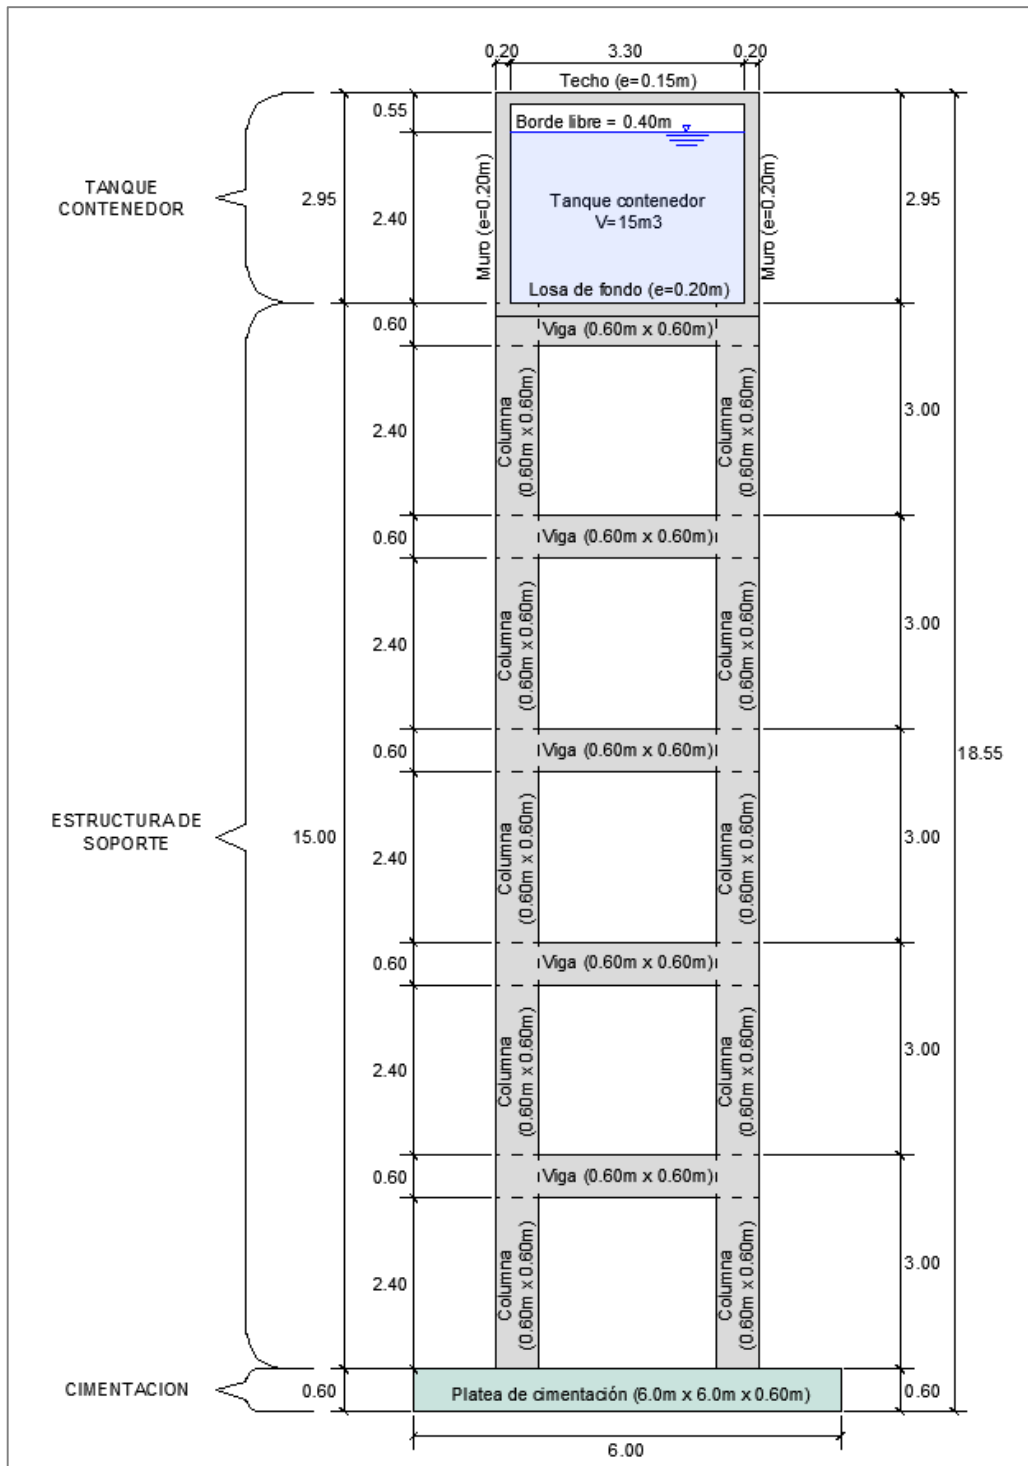 0.20
3.30
0.20
Techo (e=0.15m)
0.55
Borde libre = 0.40m
TANQUE
CONTENEDOR
2.95
2.40
Muro (e=0.20m)
Tanque contenedor
V=15m3
Muro (e=0.20m)
2.95
Losa de fondo (e=0.20m)
0.60
Viga (0.60m x 0.60m)
2.40
Columna
(0.60m x 0.60m)
Columna
(0.60m x 0.60m)
3.00
0.60
Viga (0.60m x 0.60m)
2.40
Columna
(0.60m x 0.60m)
Columna
(0.60m x 0.60m)
3.00
0.60
Viga (0.60m x 0.60m)
18.55
ESTRUCTURA DE
SOPORTE
15.00
2.40
Columna
(0.60m x 0.60m)
Columna
(0.60m x 0.60m)
3.00
0.60
Viga (0.60m x 0.60m)
2.40
Columna
(0.60m x 0.60m)
Columna
(0.60m x 0.60m)
3.00
0.60
Viga (0.60m x 0.60m)
2.40
Columna
(0.60m x 0.60m)
Columna
(0.60m x 0.60m)
3.00
CIMENTACION
0.60
Platea de cimentación (6.0m x 6.0m x 0.60m)
0.60
6.00